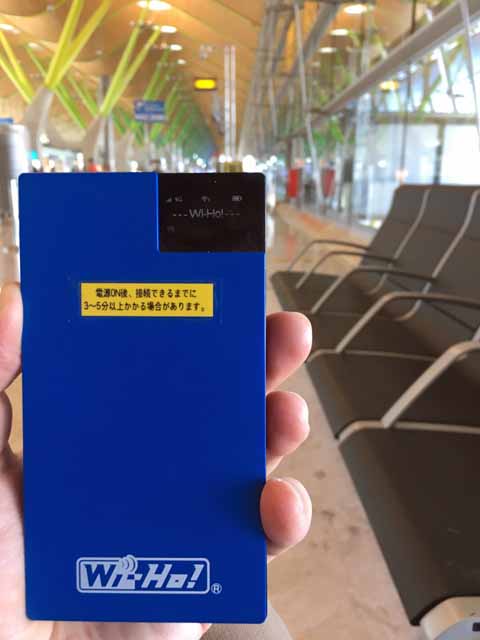 4G
---Wi-Ho!---
電源ON後、接続できるまでに
3～5分以上かかる場合があります。
Wi-Ho!®